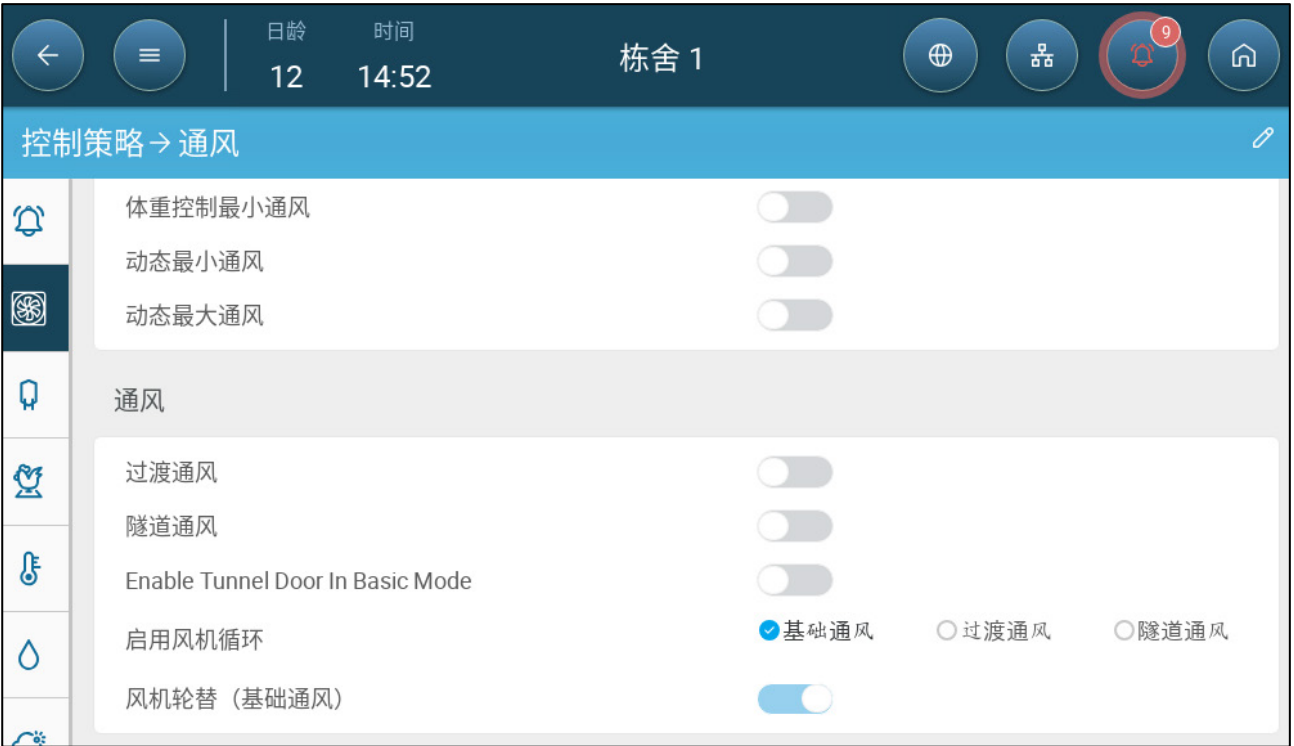 日龄 时间 9
12 14:52 栋舍 1
控制策略→通风
体重控制最小通风
动态最小通风
动态最大通风
通风
过渡通风
隧道通风
Enable Tunnel Door In Basic Mode
启用风机循环 基础通风 过渡通风 隧道通风
风机轮替（基础通风）